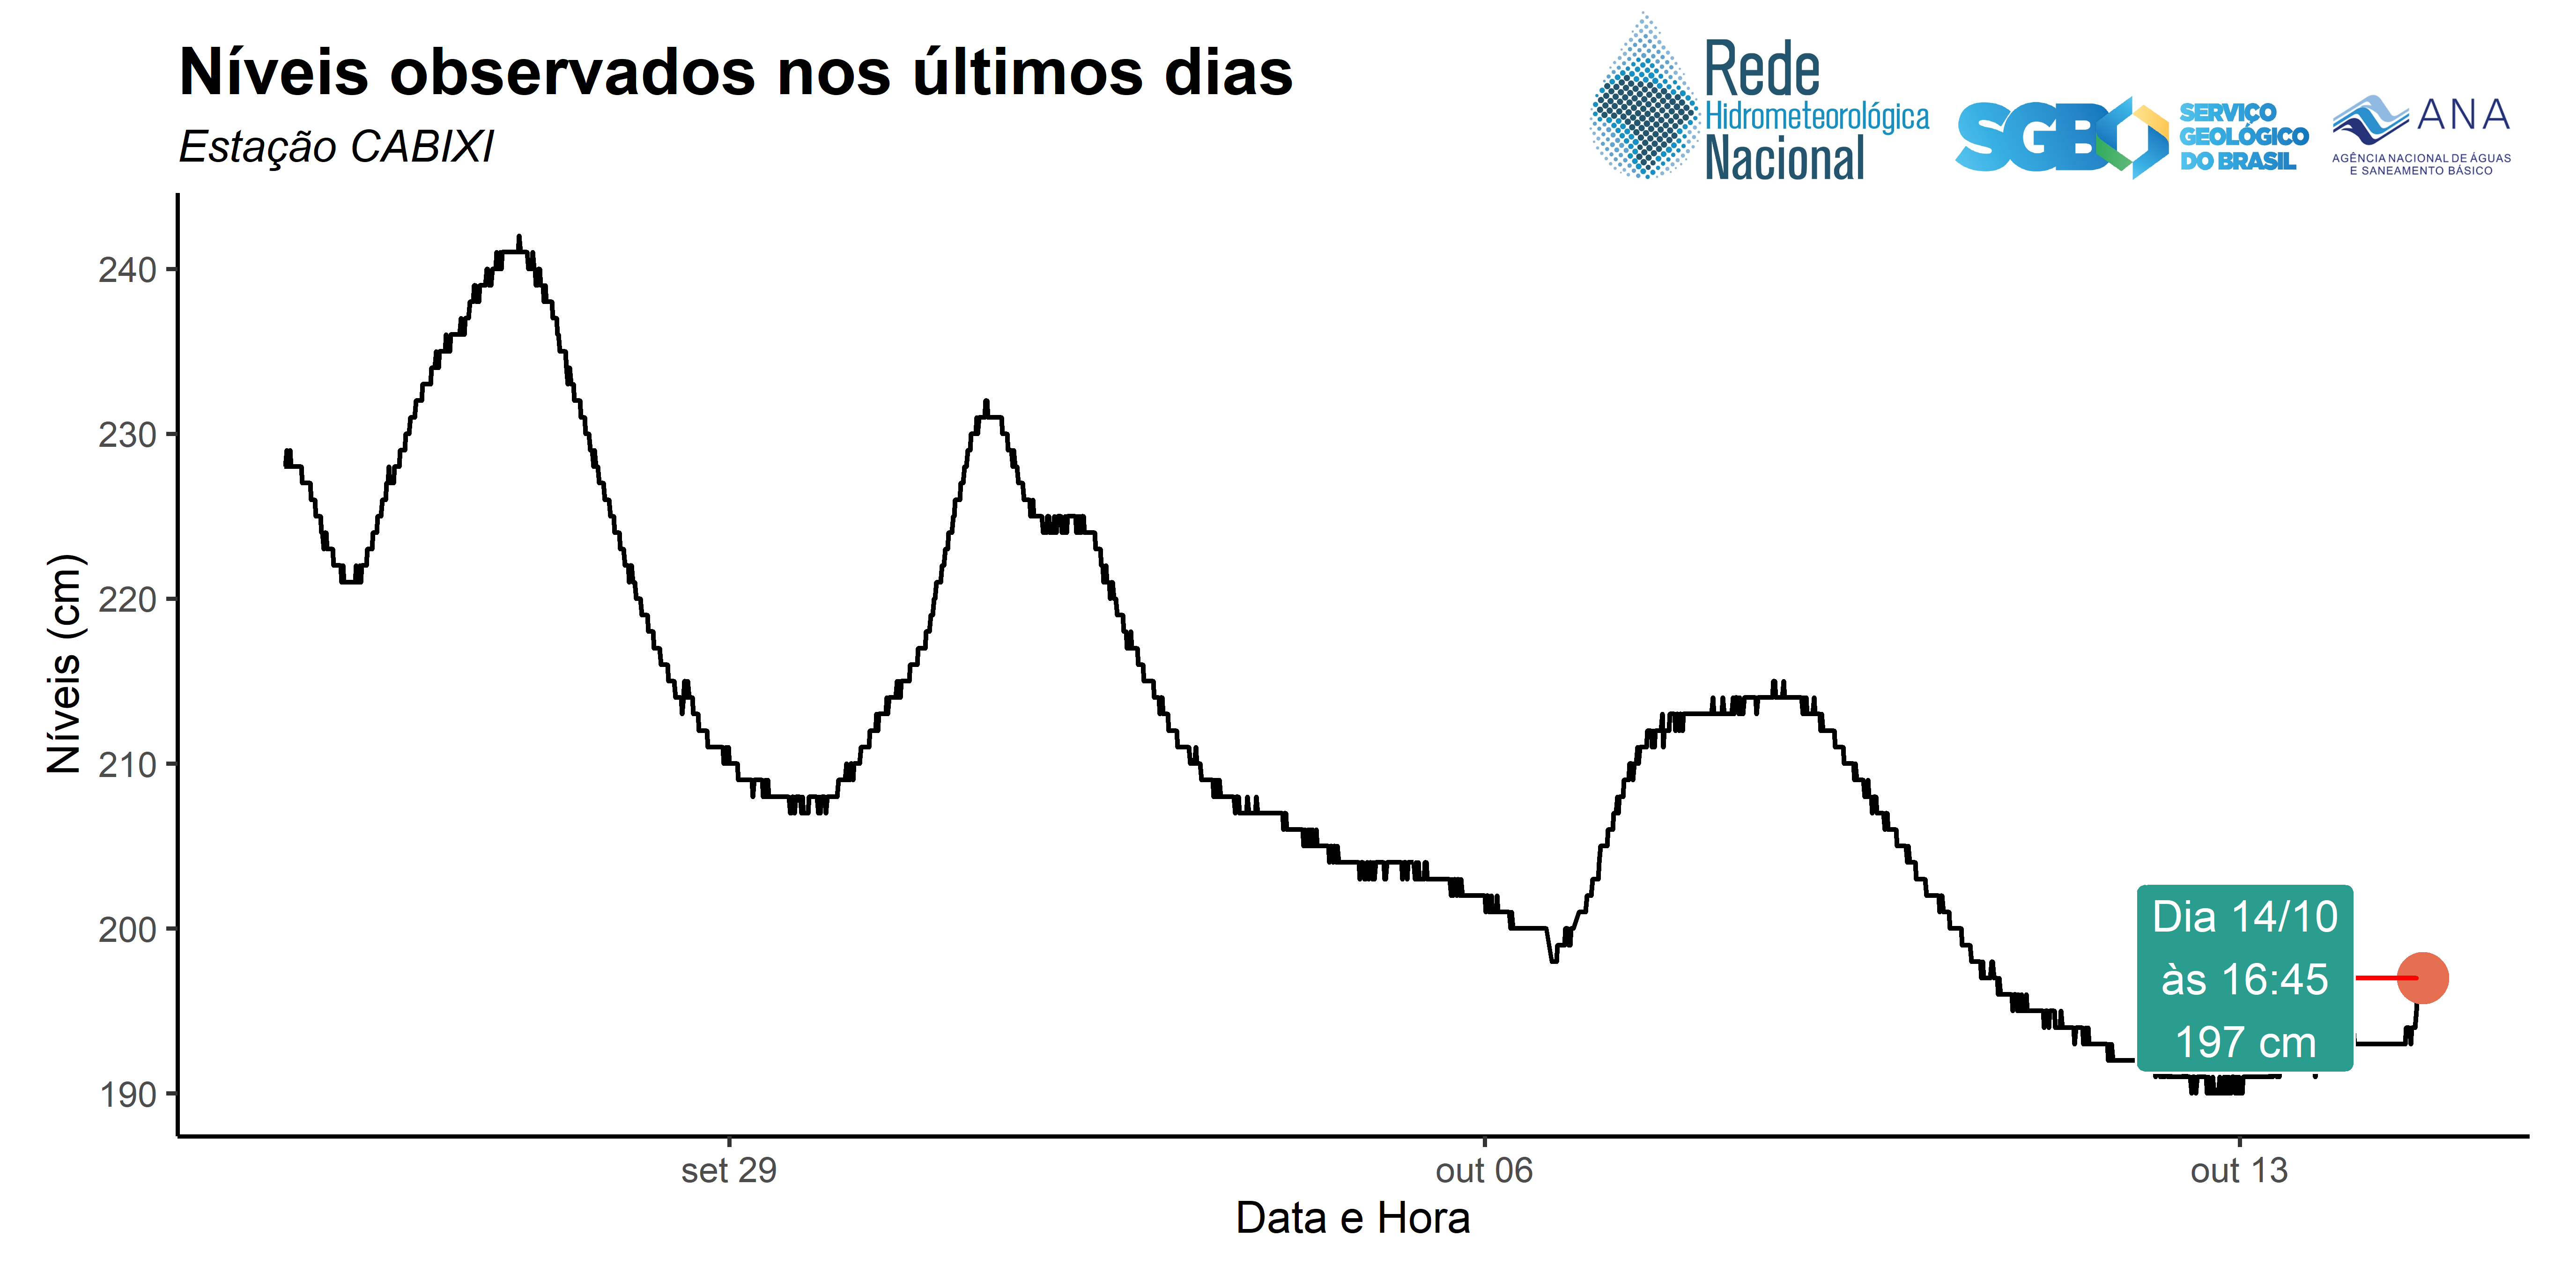 Níveis observados nos últimos dias
Estação CABIXI
Rede
Hidrometeorológica
Nacional
SGB
SERVIÇO
GEOLÓGICO
DO BRASIL
ANA
AGÊNCIA NACIONAL DE ÁGUAS
E SANEAMENTO BÁSICO
Níveis (cm)
240
230
220
210
200
190
Dia 14/10
às 16:45
197 cm
set 29
out 06
out 13
Data e Hora